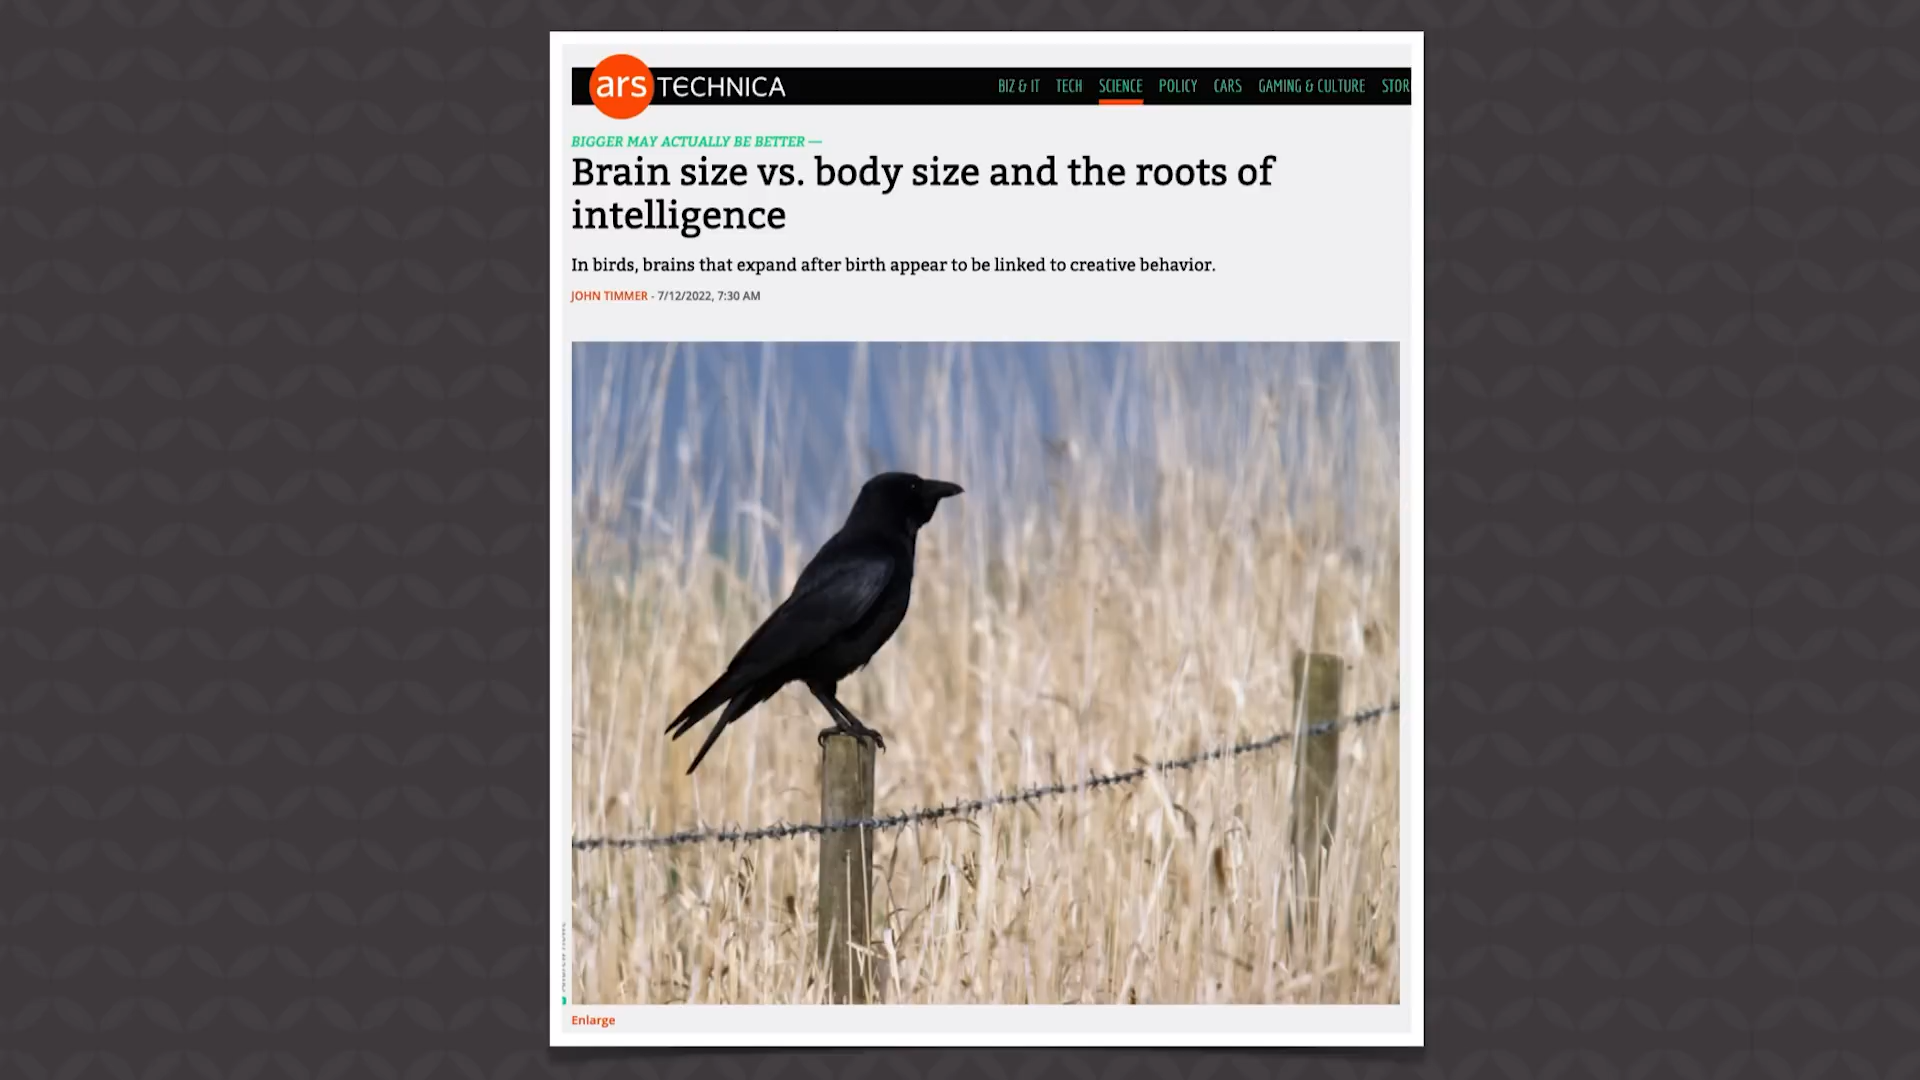 ars TECHNICA
BIZ & IT TECH SCIENCE POLICY CARS GAMING & CULTURE STOR
BIGGER MAY ACTUALLY BE BETTER —
Brain size vs. body size and the roots of
intelligence
In birds, brains that expand after birth appear to be linked to creative behavior.
JOHN TIMMER - 7/12/2022, 7:30 AM
Enlarge